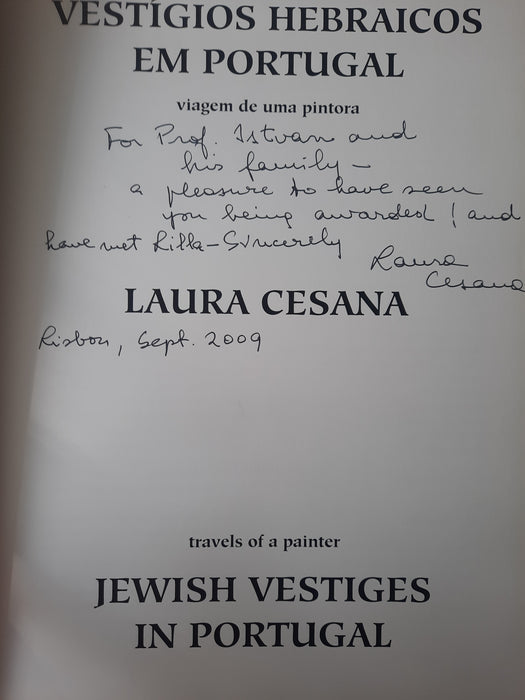 VESTÍGIOS HEBRAICOS
EM PORTUGAL
viagem de uma pintora
For Prof. Istvan and
his family –
a pleasure to have seen
you being awarded! and
have met – Sincerely
Laura
Cesana
LAURA CESANA
Lisbon, Sept. 2009
travels of a painter
JEWISH VESTIGES
IN PORTUGAL